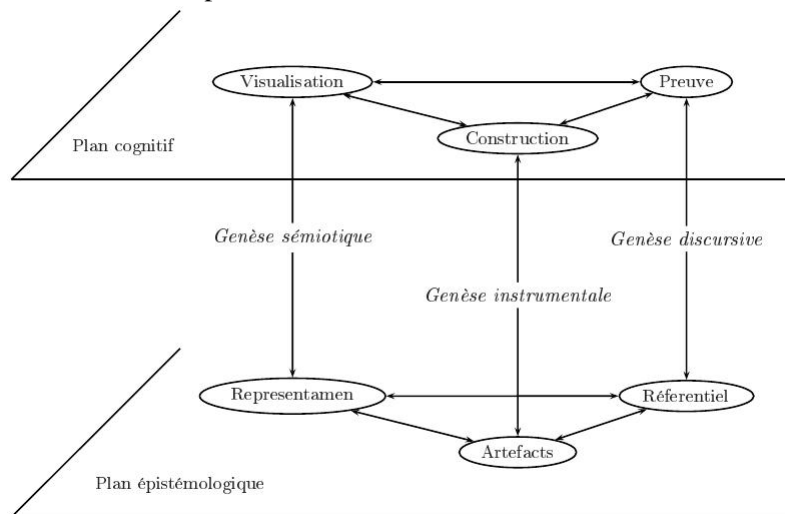 Visualisation
Preuve
Construction
Plan cognitif
Genèse sémiotique
Genèse discursive
Genèse instrumentale
Representamen
Réferentiel
Artefacts
Plan épistémologique